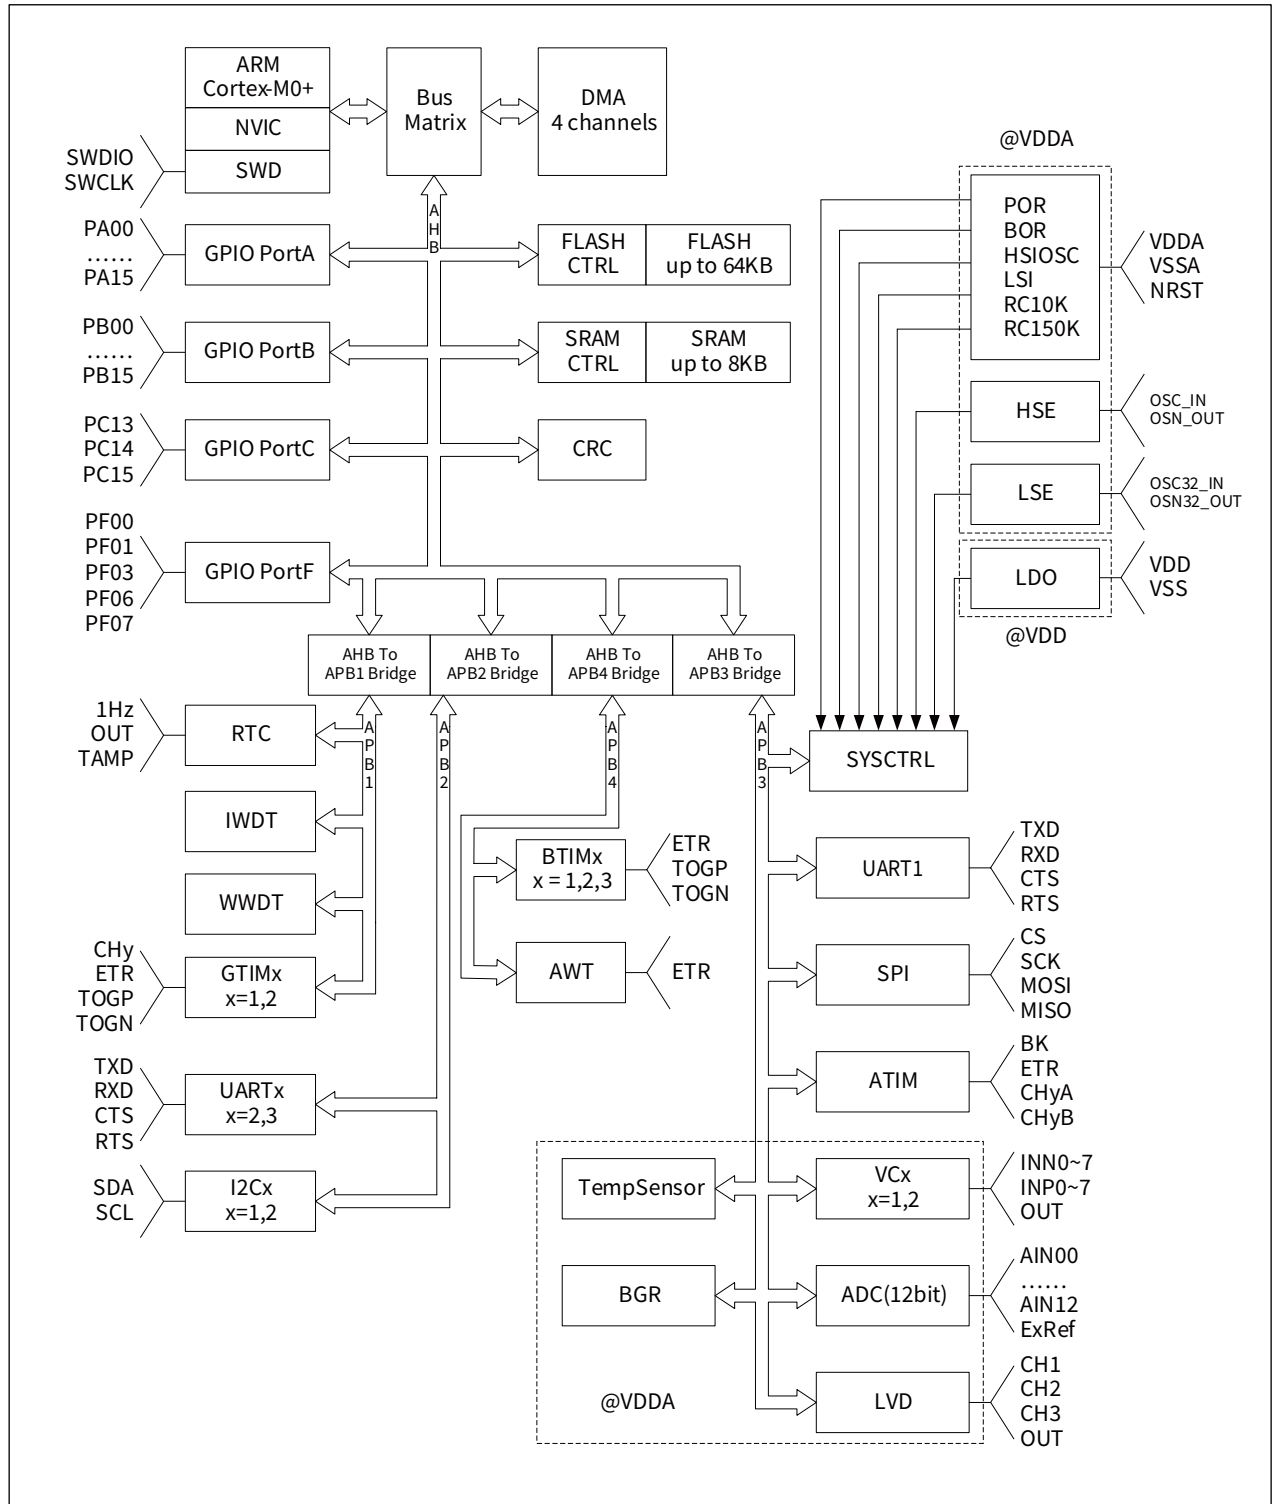 ARM
Cortex-M0+
NVIC
SWD
Bus
Matrix
DMA
4 channels
SWDIO
SWCLK
@VDDA
AHB
PA00
......
PA15
GPIO PortA
FLASH
CTRL
FLASH
up to 64KB
POR
BOR
HSIOSC
LSI
RC10K
RC150K
VDDA
VSSA
NRST
PB00
......
PB15
GPIO PortB
SRAM
CTRL
SRAM
up to 8KB
HSE
OSC_IN
OSN_OUT
PC13
PC14
PC15
GPIO PortC
CRC
LSE
OSC32_IN
OSN32_OUT
PF00
PF01
PF03
PF06
PF07
GPIO PortF
LDO
VDD
VSS
@VDD
AHB To
APB1 Bridge
AHB To
APB2 Bridge
AHB To
APB4 Bridge
AHB To
APB3 Bridge
1Hz
OUT
TAMP
RTC
APB1
APB2
APB4
APB3
SYSCTRL
IWDT
BTIMx
x = 1,2,3
ETR
TOGP
TOGN
UART1
TXD
RXD
CTS
RTS
WWDT
CHy
ETR
TOGP
TOGN
GTIMx
x=1,2
AWT
ETR
SPI
CS
SCK
MOSI
MISO
TXD
RXD
CTS
RTS
UARTx
x=2,3
ATIM
BK
ETR
CHyA
CHyB
SDA
SCL
I2Cx
x=1,2
TempSensor
VCx
x=1,2
INN0~7
INP0~7
OUT
BGR
ADC(12bit)
AIN00
......
AIN12
ExRef
@VDDA
LVD
CH1
CH2
CH3
OUT